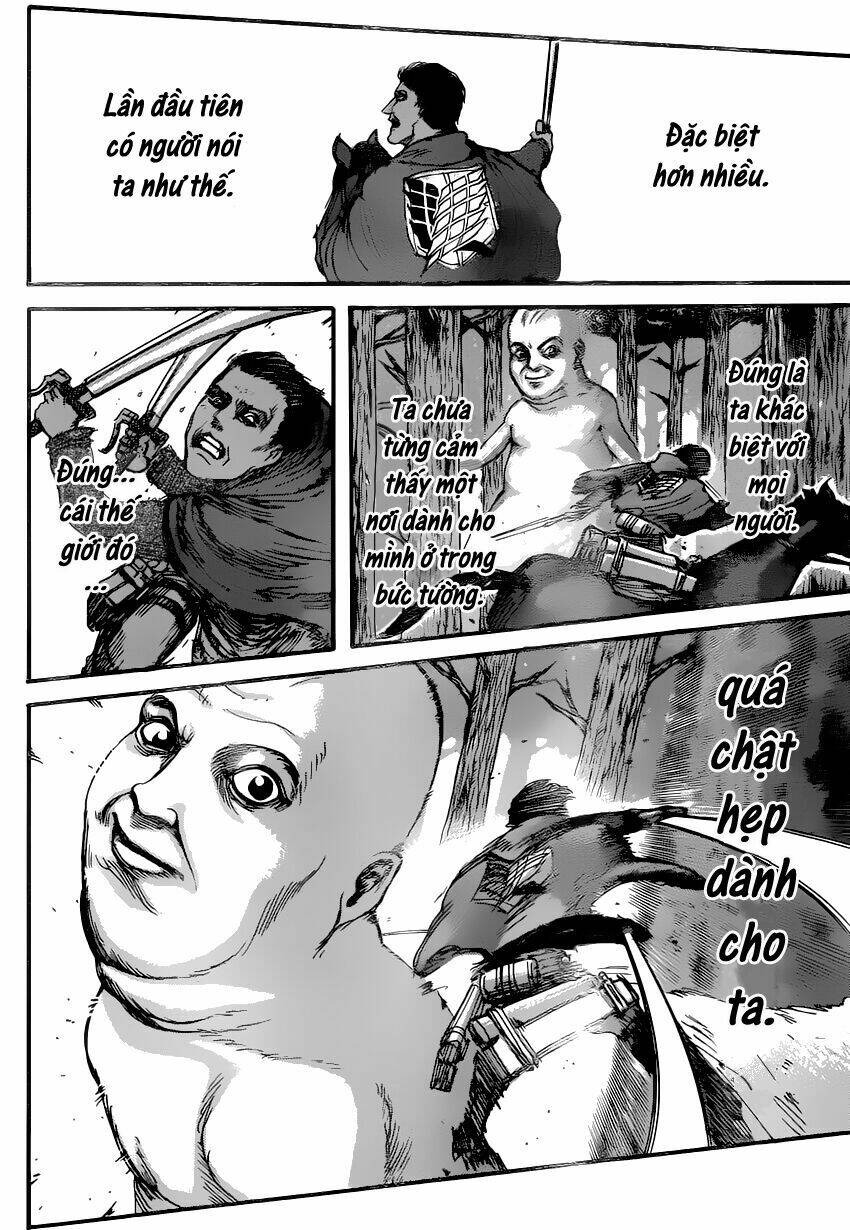 Đặc biệt
hơn nhiều.
Lần đầu tiên
có người nói
ta như thế.
Đúng là
ta khác
biệt với
mọi
người.
Ta chưa
từng cảm
thấy một
nơi dành cho
mình ở trong
bức tường.
Đúng...
cái thế
giới đó
...
quá
chật
hẹp
dành
cho
ta.